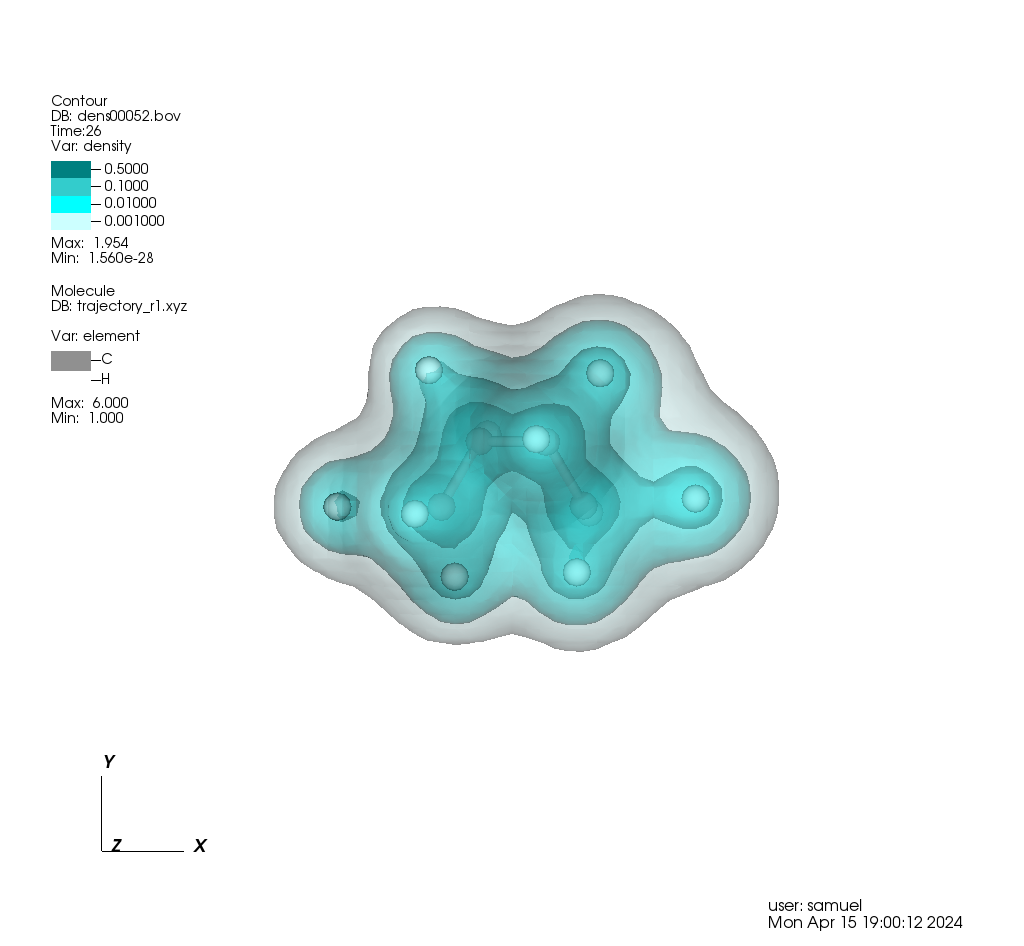 Contour
DB: dens00052.bov
Time:26
Var: density
0.5000
0.1000
0.01000
0.001000
Max: 1.954
Min: 1.560e-28
Molecule
DB: trajectory_r1.xyz
Var: element
C
H
Max: 6.000
Min: 1.000
Y
Z X
user: samuel
Mon Apr 15 19:00:12 2024